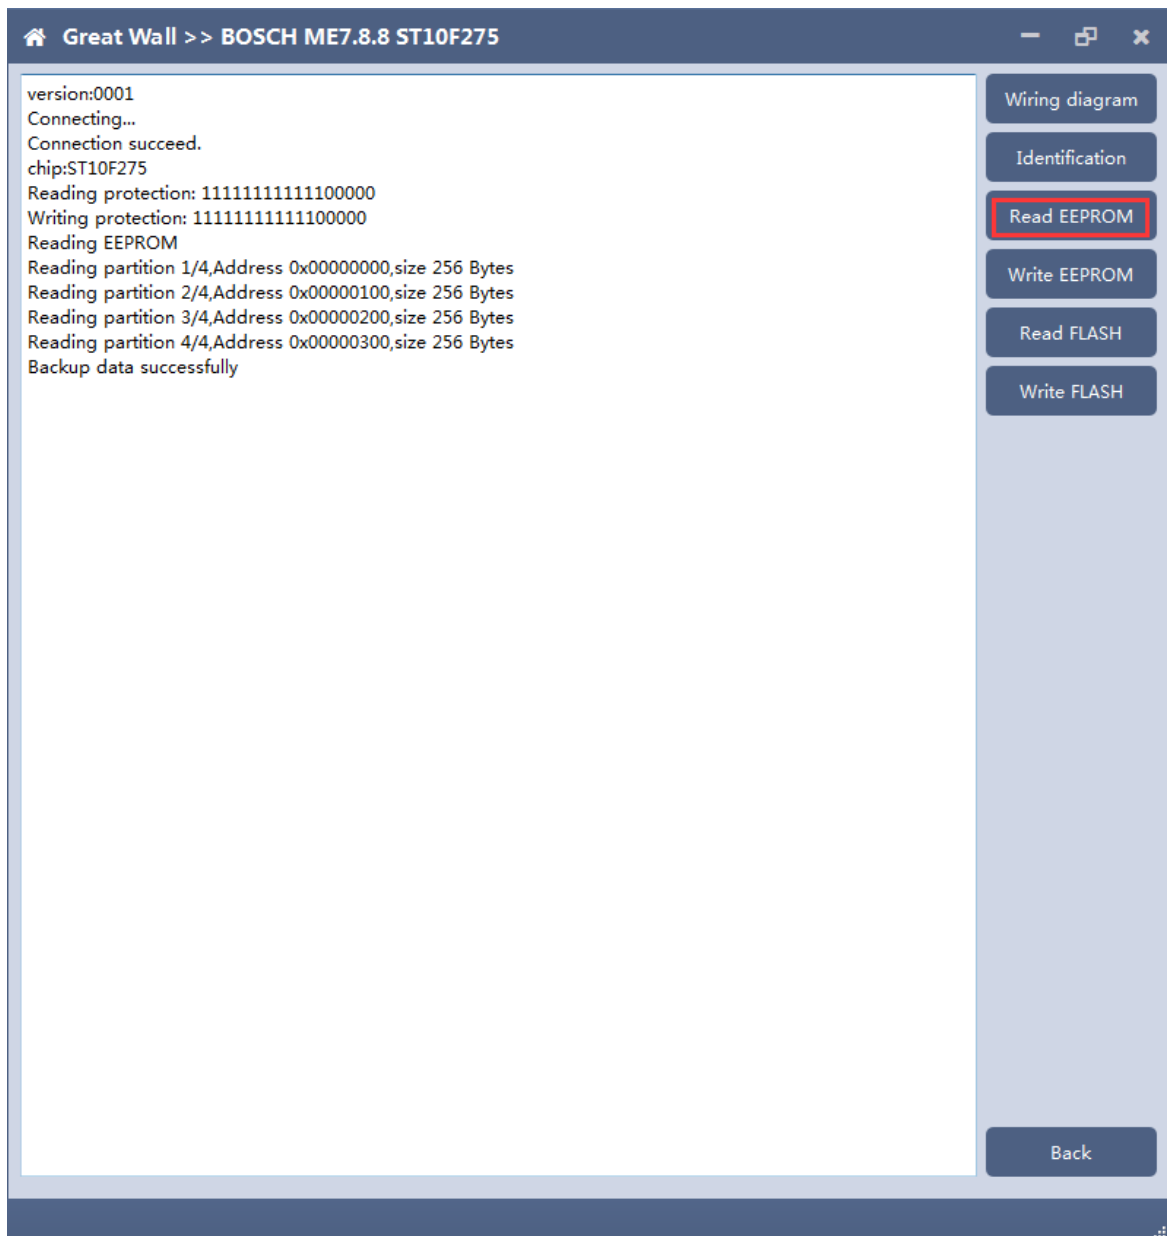 Great Wall >> BOSCH ME7.8.8 ST10F275
version:0001
Connecting...
Connection succeed.
chip:ST10F275
Reading protection: 11111111111100000
Writing protection: 11111111111100000
Reading EEPROM
Reading partition 1/4,Address 0x00000000,size 256 Bytes
Reading partition 2/4,Address 0x00000100,size 256 Bytes
Reading partition 3/4,Address 0x00000200,size 256 Bytes
Reading partition 4/4,Address 0x00000300,size 256 Bytes
Backup data successfully
Wiring diagram
Identification
Read EEPROM
Write EEPROM
Read FLASH
Write FLASH
Back